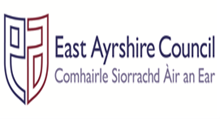 East Ayrshire Council
Comhairle Siorrachd Àir an Ear